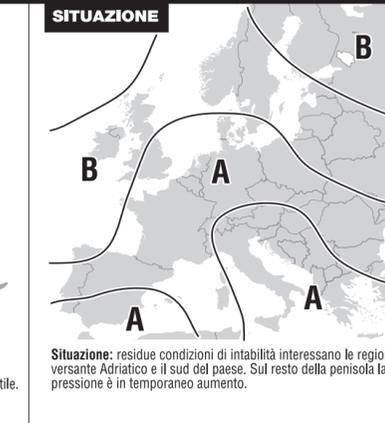 SITUAZIONE
B
B
A
A
A
Situazione: residue condizioni di intabilità interessano le regio
versante Adriatico e il sud del paese. Sul resto della penisola la
pressione è in temporaneo aumento.
tile.